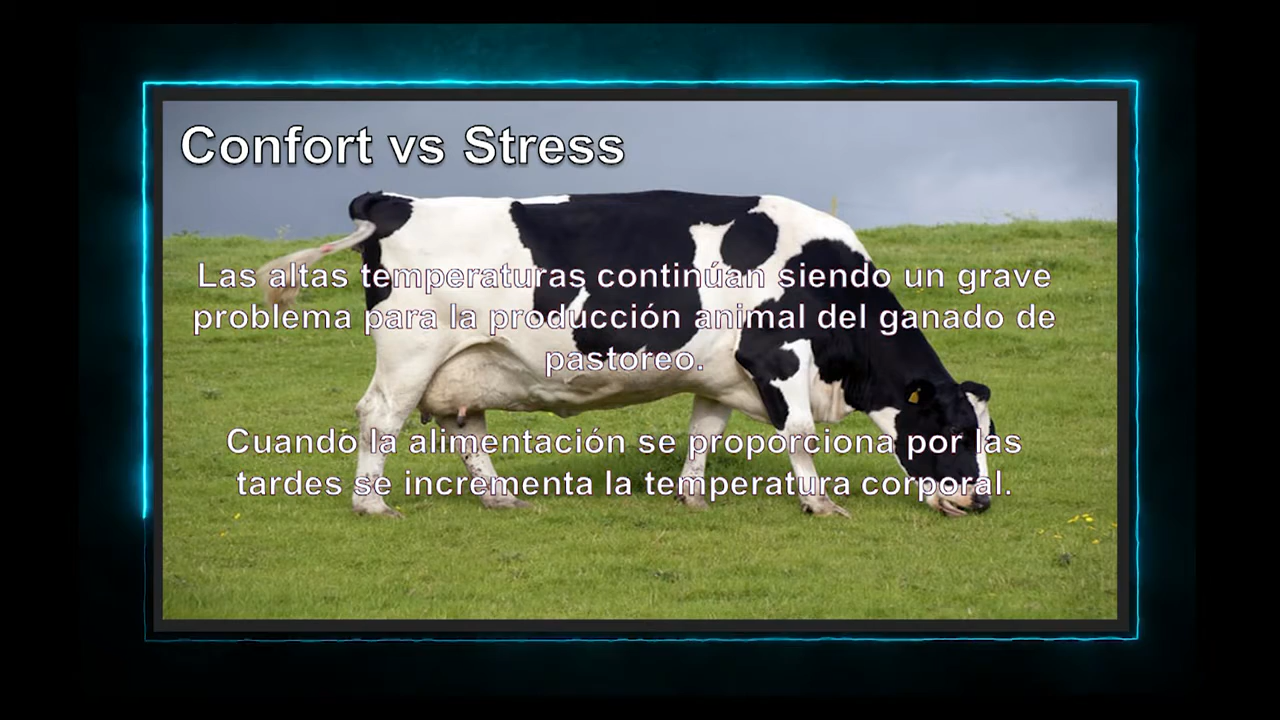 Confort vs Stress
Las altas temperaturas continúan siendo un grave
problema para la producción animal del ganado de
pastoreo.
Cuando la alimentación se proporciona por las
tardes se incrementa la temperatura corporal.